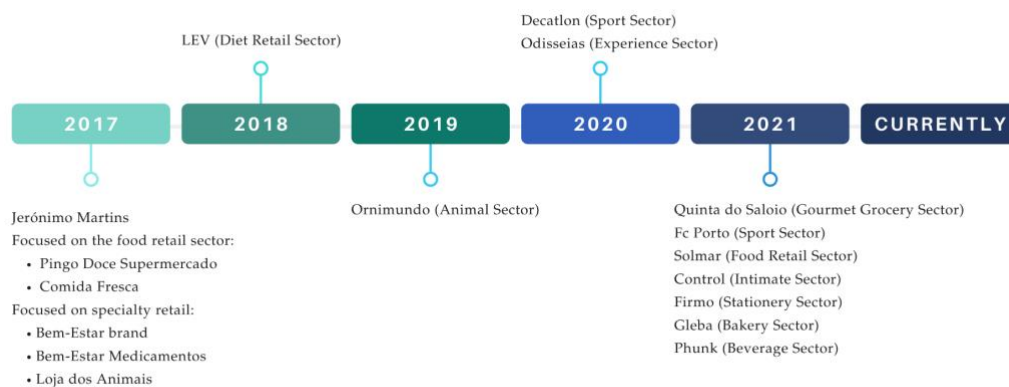 Decatlon (Sport Sector)
LEV (Diet Retail Sector)
Odisseias (Experience Sector)
2017
2018
2019
2020
2021
CURRENTLY
Jerónimo Martins
Focused on the food retail sector:
• Pingo Doce Supermercado
• Comida Fresca
Focused on specialty retail:
• Bem-Estar brand
• Bem-Estar Medicamentos
• Loja dos Animais
Ornimundo (Animal Sector)
Quinta do Saloio (Gourmet Grocery Sector)
Fc Porto (Sport Sector)
Solmar (Food Retail Sector)
Control (Intimate Sector)
Firmo (Stationery Sector)
Gleba (Bakery Sector)
Phunk (Beverage Sector)